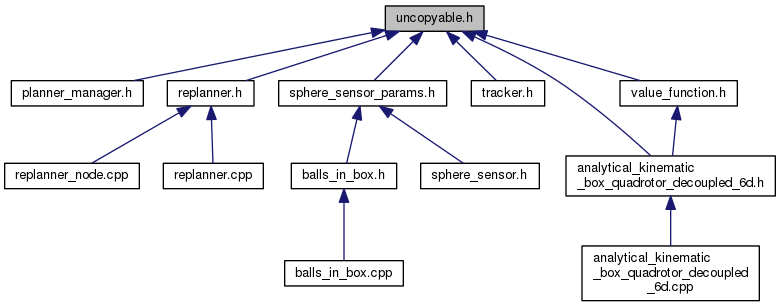 uncopyable.h
planner_manager.h
replanner.h
sphere_sensor_params.h
tracker.h
value_function.h
replanner_node.cpp
replanner.cpp
balls_in_box.h
sphere_sensor.h
analytical_kinematic
_box_quadrotor_decoupled_6d.h
balls_in_box.cpp
analytical_kinematic
_box_quadrotor_decoupled
_6d.cpp